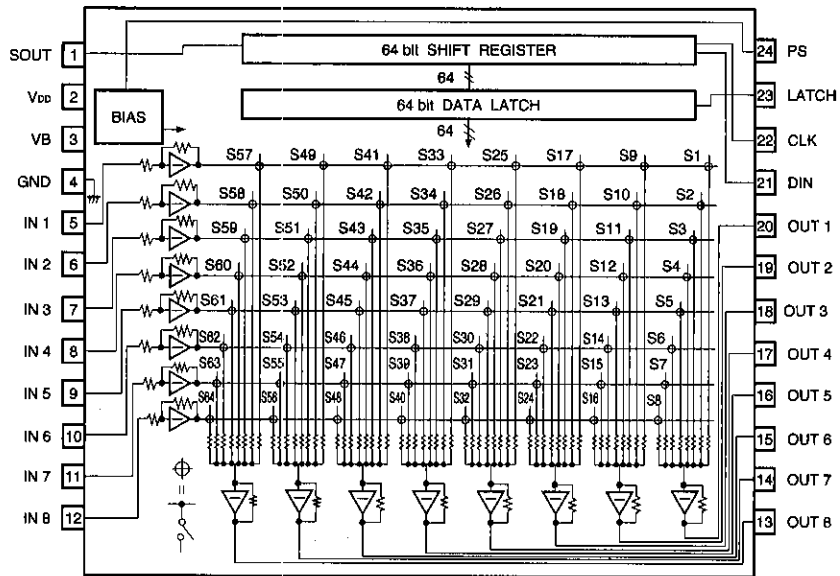 SOUT 1
VDD 2
VB 3
GND 4
IN 1 5
IN 2 6
IN 3 7
IN 4 8
IN 5 9
IN 6 10
IN 7 11
IN 8 12
64 bit SHIFT REGISTER
64
64 bit DATA LATCH
64
BIAS
S57 S49 S41 S33 S25 S17 S9 S1
S58 S50 S42 S34 S26 S18 S10 S2
S59 S51 S43 S35 S27 S19 S11 S3
S60 S52 S44 S36 S28 S20 S12 S4
S61 S53 S45 S37 S29 S21 S13 S5
S62 S54 S46 S38 S30 S22 S14 S6
S63 S55 S47 S39 S31 S23 S15 S7
S64 S56 S48 S40 S32 S24 S16 S8
24 PS
23 LATCH
22 CLK
21 DIN
20 OUT 1
19 OUT 2
18 OUT 3
17 OUT 4
16 OUT 5
15 OUT 6
14 OUT 7
13 OUT 8